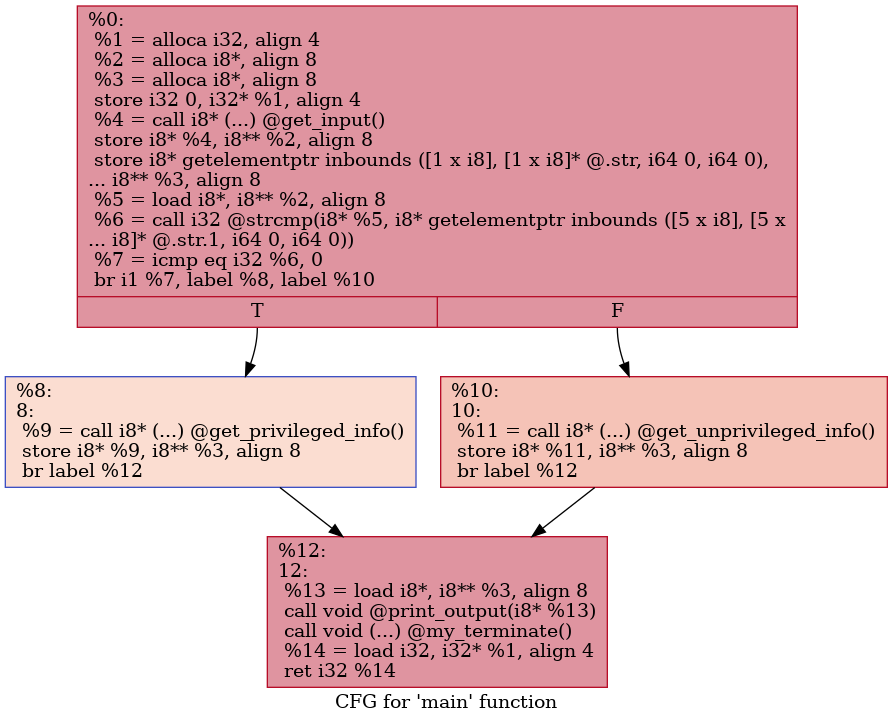 %0:
%1 = alloca i32, align 4
%2 = alloca i8*, align 8
%3 = alloca i8*, align 8
store i32 0, i32* %1, align 4
%4 = call i8* (...) @get_input()
store i8* %4, i8** %2, align 8
store i8* getelementptr inbounds ([1 x i8], [1 x i8]* @.str, i64 0, i64 0),
... i8** %3, align 8
%5 = load i8*, i8** %2, align 8
%6 = call i32 @strcmp(i8* %5, i8* getelementptr inbounds ([5 x i8], [5 x
... i8]* @.str.1, i64 0, i64 0))
%7 = icmp eq i32 %6, 0
br i1 %7, label %8, label %10
T
F
%8:
8:
%9 = call i8* (...) @get_privileged_info()
store i8* %9, i8** %3, align 8
br label %12
%10:
10:
%11 = call i8* (...) @get_unprivileged_info()
store i8* %11, i8** %3, align 8
br label %12
%12:
12:
%13 = load i8*, i8** %3, align 8
call void @print_output(i8* %13)
call void (...) @my_terminate()
%14 = load i32, i32* %1, align 4
ret i32 %14
CFG for 'main' function